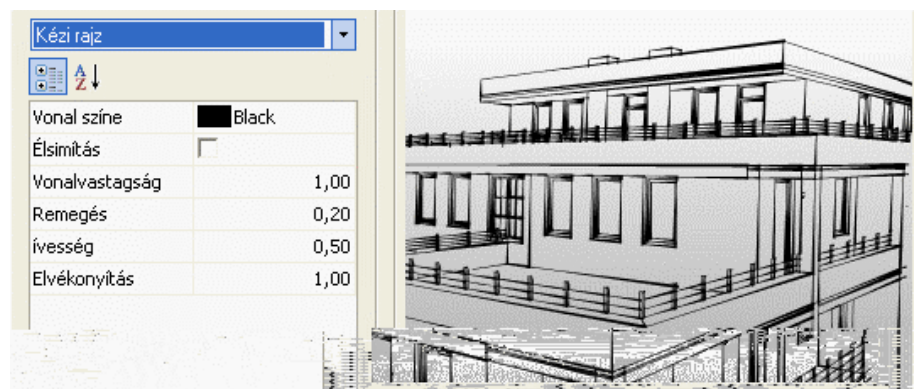 Kézi rajz
Vonal színe Black
Élsimítás
Vonalvastagság 1,00
Remegés 0,20
ívesség 0,50
Elvékonyítás 1,00